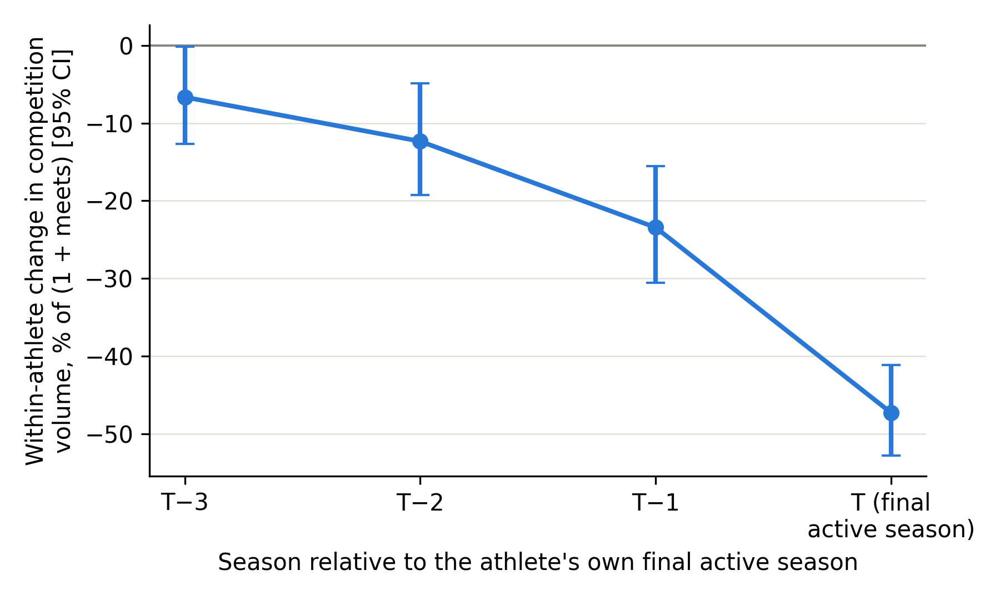 Within-athlete change in competition
volume, % of (1 + meets) [95% CI]
0
−10
−20
−30
−40
−50
T−3
T−2
T−1
T (final
active season)
Season relative to the athlete's own final active season